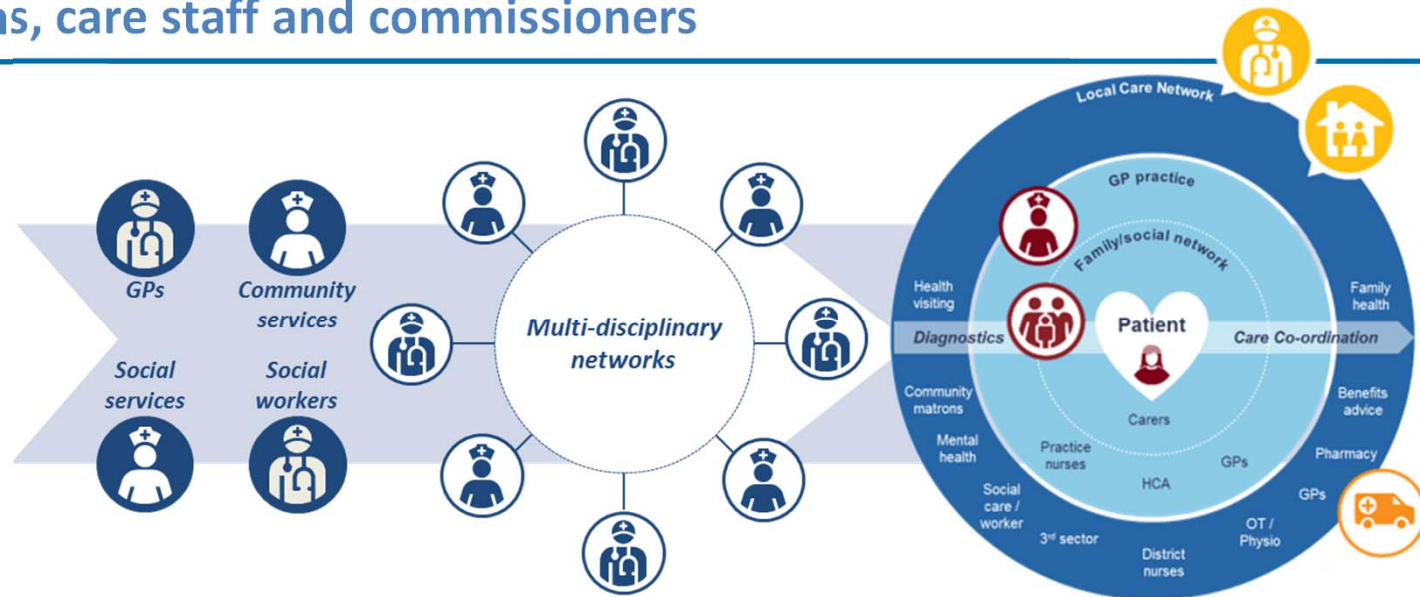 s, care staff and commissioners
GPs
Community
services
Social
services
Social
workers
Multi-disciplinary
networks
Local Care Network
GP practice
Family/social network
Health
visiting
Family
health
Diagnostics
Patient
Care Co-ordination
Community
matrons
Benefits
advice
Carers
Mental
health
Practice
nurses
GPs
Pharmacy
HCA
Social
care /
worker
GPs
3rd sector
OT /
Physio
District
nurses